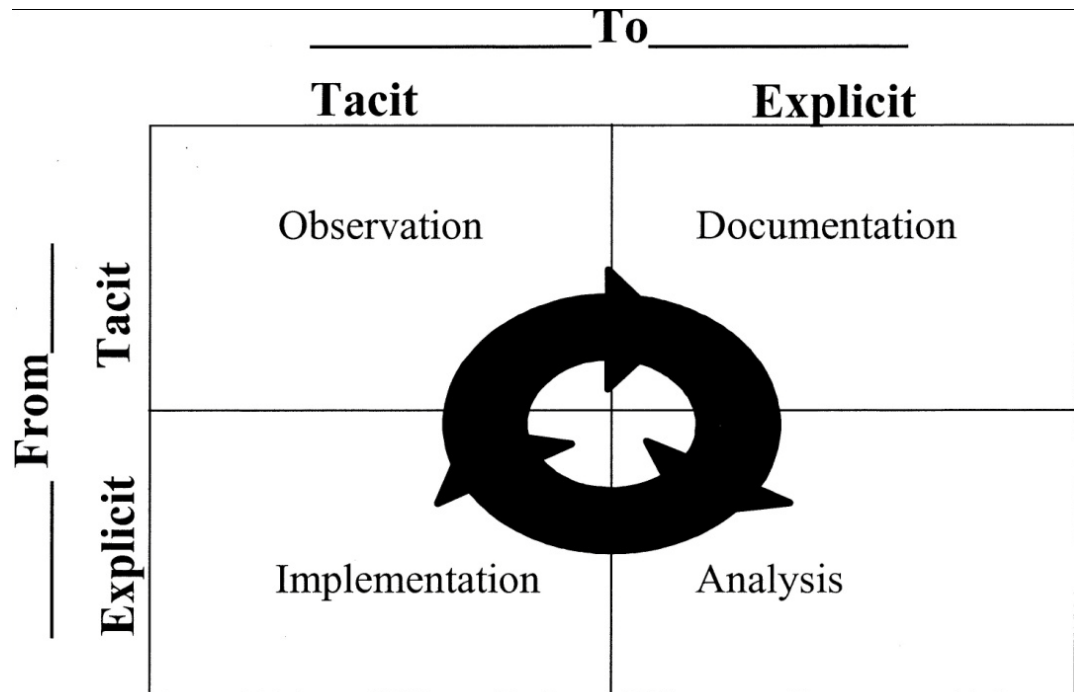 To
Tacit Explicit
From
Tacit
Observation Documentation
Explicit
Implementation Analysis